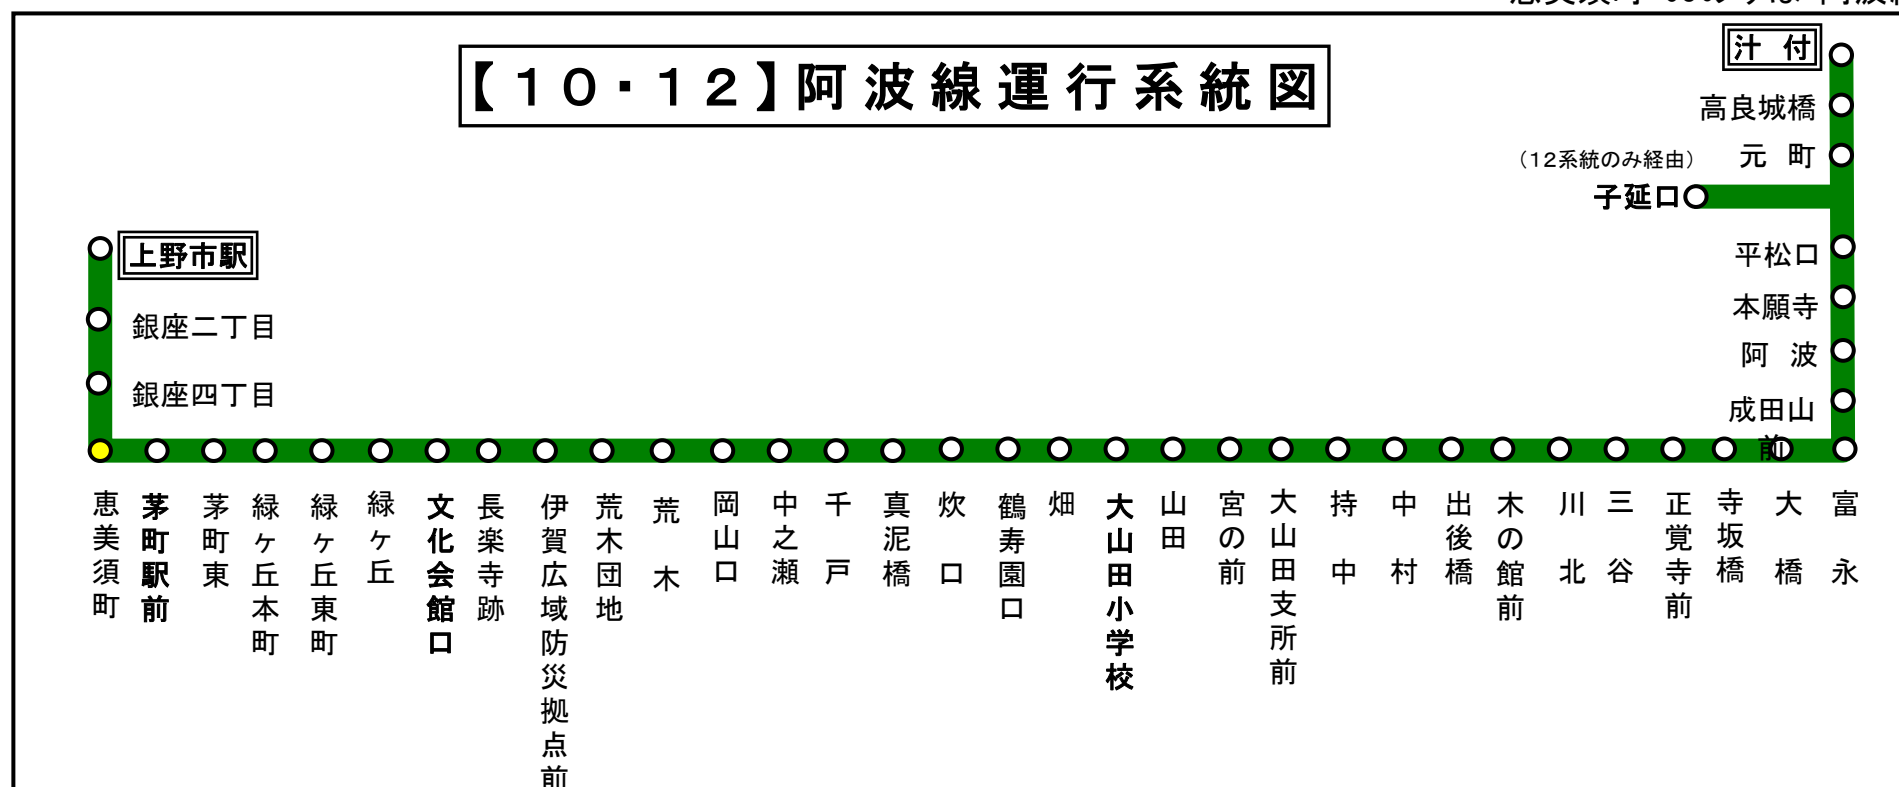 【１０・１２】阿波線運行系統図
汁 付
高良城橋
元 町
（12系統のみ経由）
子延口
平松口
本願寺
阿 波
成田山
前
上野市駅
銀座二丁目
銀座四丁目
恵美須町
茅町駅前
茅町東
緑ヶ丘本町
緑ヶ丘東町
緑ヶ丘
文化会館口
長楽寺跡
伊賀広域防災拠点前
荒木団地
荒 木
岡山口
中之瀬
千 戸
真泥橋
炊 口
鶴寿園口
畑
大山田小学校
山田
宮の前
大山田支所前
持 中
中 村
出後橋
木の館前
川 北
三 谷
正覚寺前
寺坂橋
大 橋
富 永